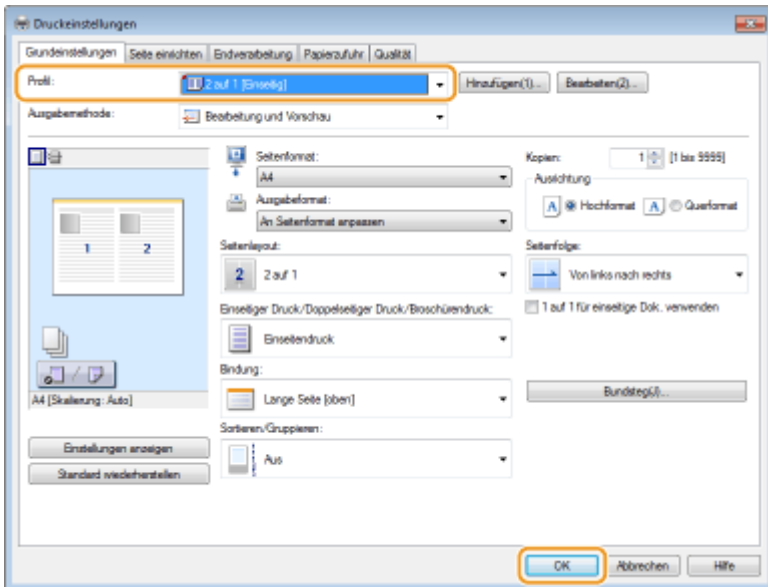 Druckeinstellungen
Grundeinstellungen Seite einrichten Endverarbeitung Papierzufuhr Qualität
Profil: 2 auf 1 [Einseitig] Hinzufügen(1)... Bearbeiten(2)...
Ausgabemethode: Bearbeitung und Vorschau
Seitenformat:
A4
Ausgabeformat:
An Seitenformat anpassen
Kopien: 1 [1 bis 9999]
Ausrichtung
A Hochformat A Querformat
1 2
Seitenlayout:
2 2 auf 1
Seitenfolge:
Von links nach rechts
1 auf 1 für einseitige Dok. verwenden
Einseitiger Druck/Doppelseitiger Druck/Broschürendruck:
Einseitendruck
Bindung:
Lange Seite [oben]
Bundsteg(J)...
A4 [Skalierung: Auto]
Sortieren/Gruppieren:
Aus
Einstellungen anzeigen
Standard wiederherstellen
OK Abbrechen Hilfe